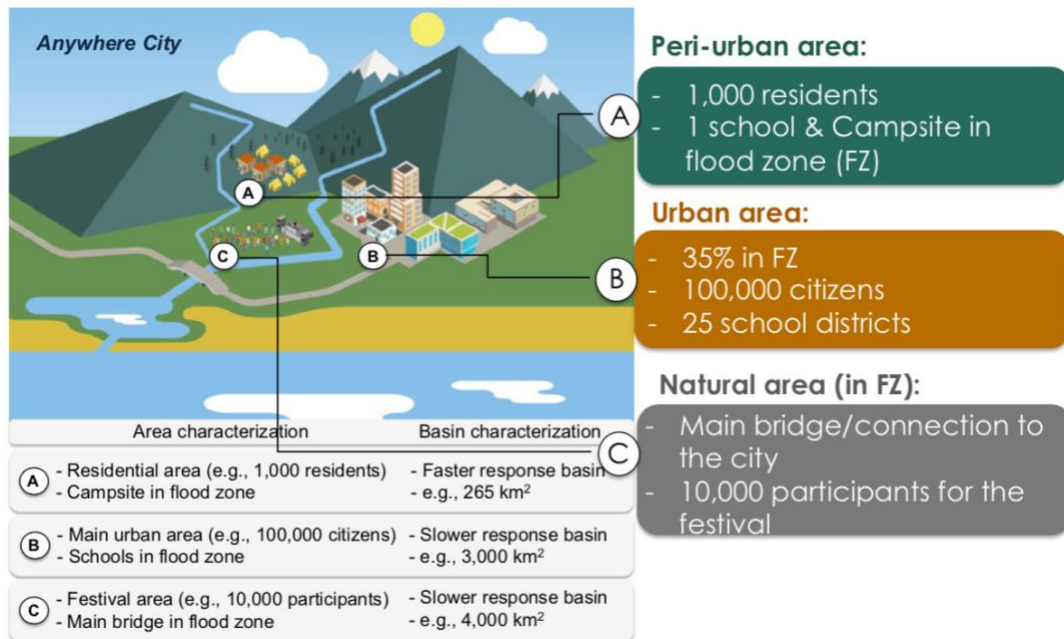 Anywhere City
A
C
B
Area characterization
Basin characterization
A
- Residential area (e.g., 1,000 residents)
- Campsite in flood zone
- Faster response basin
- e.g., 265 km²
B
- Main urban area (e.g., 100,000 citizens)
- Schools in flood zone
- Slower response basin
- e.g., 3,000 km²
C
- Festival area (e.g., 10,000 participants)
- Main bridge in flood zone
- Slower response basin
- e.g., 4,000 km²
Peri-urban area:
A
- 1,000 residents
- 1 school & Campsite in
flood zone (FZ)
Urban area:
B
- 35% in FZ
- 100,000 citizens
- 25 school districts
Natural area (in FZ):
C
- Main bridge/connection to
the city
- 10,000 participants for the
festival